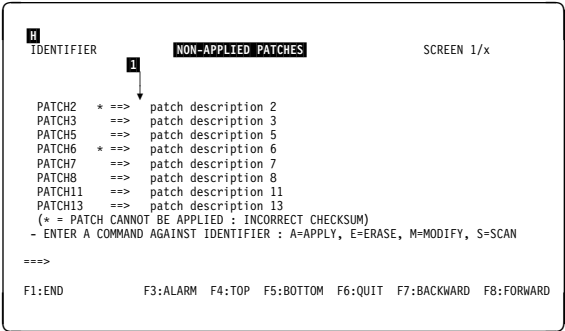 H
IDENTIFIER NON-APPLIED PATCHES SCREEN 1/x
1
PATCH2 * ==> patch description 2
PATCH3 ==> patch description 3
PATCH5 ==> patch description 5
PATCH6 * ==> patch description 6
PATCH7 ==> patch description 7
PATCH8 ==> patch description 8
PATCH11 ==> patch description 11
PATCH13 ==> patch description 13
(* = PATCH CANNOT BE APPLIED : INCORRECT CHECKSUM)
- ENTER A COMMAND AGAINST IDENTIFIER : A=APPLY, E=ERASE, M=MODIFY, S=SCAN
===>
F1:END F3:ALARM F4:TOP F5:BOTTOM F6:QUIT F7:BACKWARD F8:FORWARD